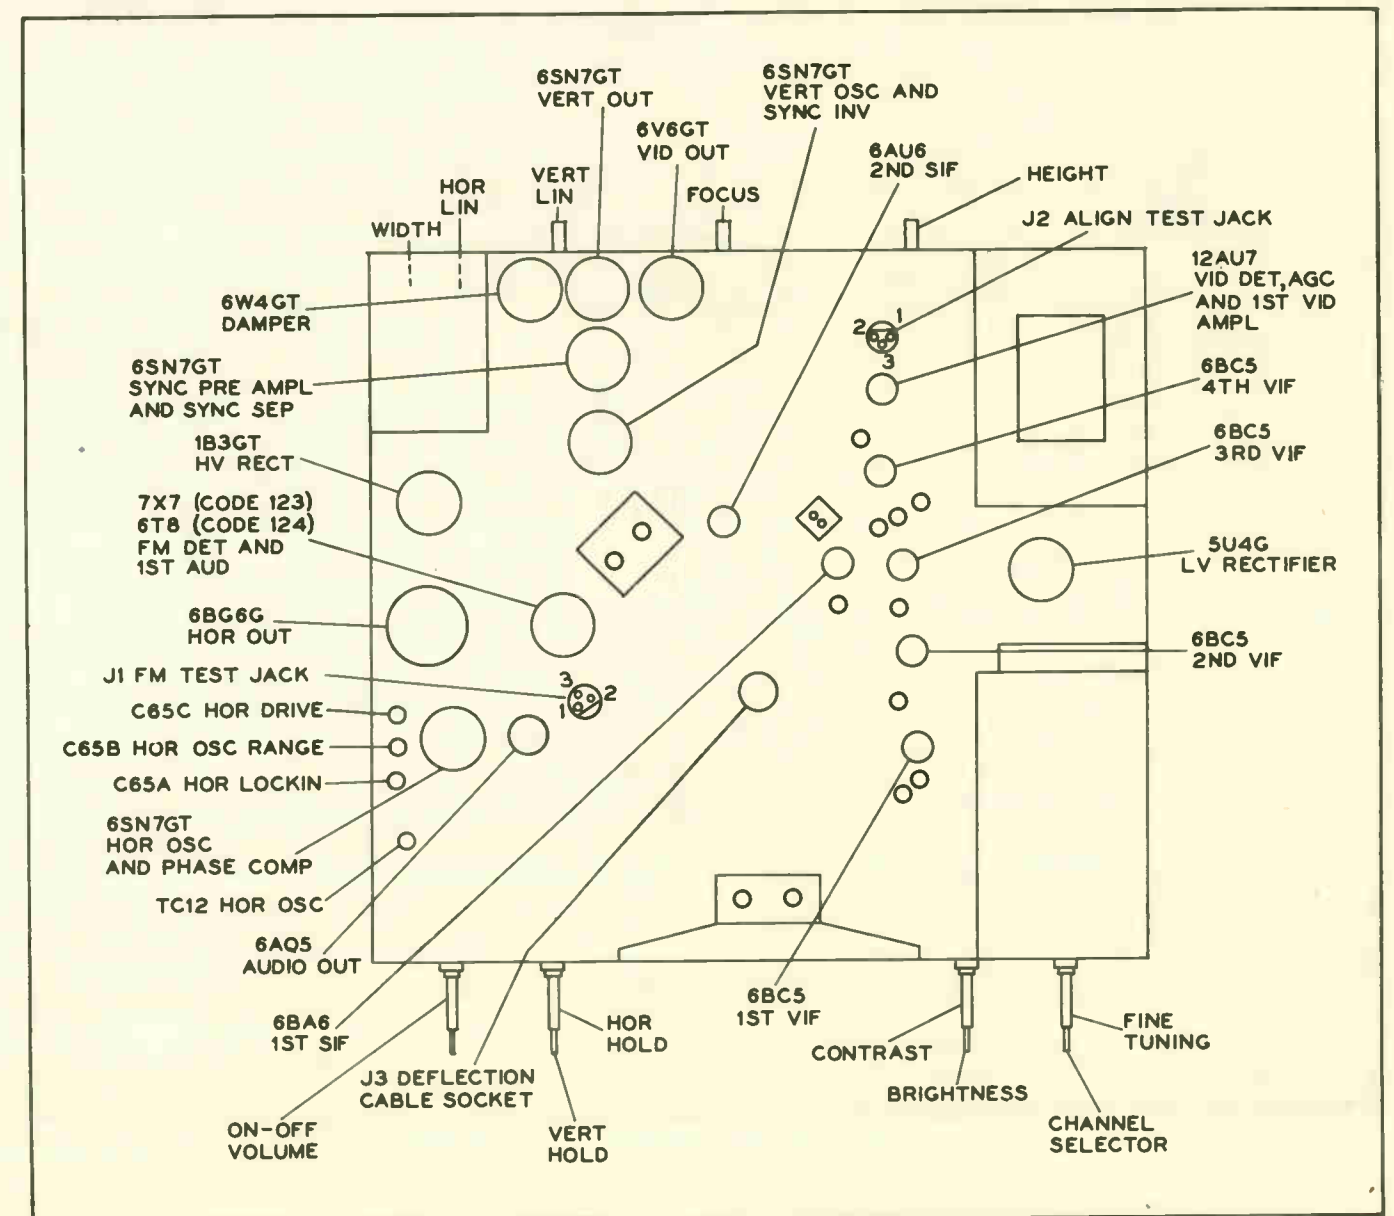 6SN7GT
VERT OUT
6SN7GT
VERT OSC AND
SYNC INV
6V6GT
VID OUT
6AU6
2ND SIF
VERT
LIN
HOR
LIN
FOCUS
HEIGHT
WIDTH
J2 ALIGN TEST JACK
12AU7
VID DET,AGC
AND 1ST VID
AMPL
6W4GT
DAMPER
1
2
3
6SN7GT
SYNC PRE AMPL
AND SYNC SEP
6BC5
4TH VIF
1B3GT
HV RECT
6BC5
3RD VIF
7X7 (CODE 123)
6T8 (CODE 124)
FM DET AND
1ST AUD
5U4G
LV RECTIFIER
6BG6G
HOR OUT
6BC5
2ND VIF
J1 FM TEST JACK
3
2
1
C65C HOR DRIVE
C65B HOR OSC RANGE
C65A HOR LOCKIN
6SN7GT
HOR OSC
AND PHASE COMP
TC12 HOR OSC
6AQ5
AUDIO OUT
6BA6
1ST SIF
HOR
HOLD
6BC5
1ST VIF
CONTRAST
FINE
TUNING
J3 DEFLECTION
CABLE SOCKET
BRIGHTNESS
ON-OFF
VOLUME
VERT
HOLD
CHANNEL
SELECTOR